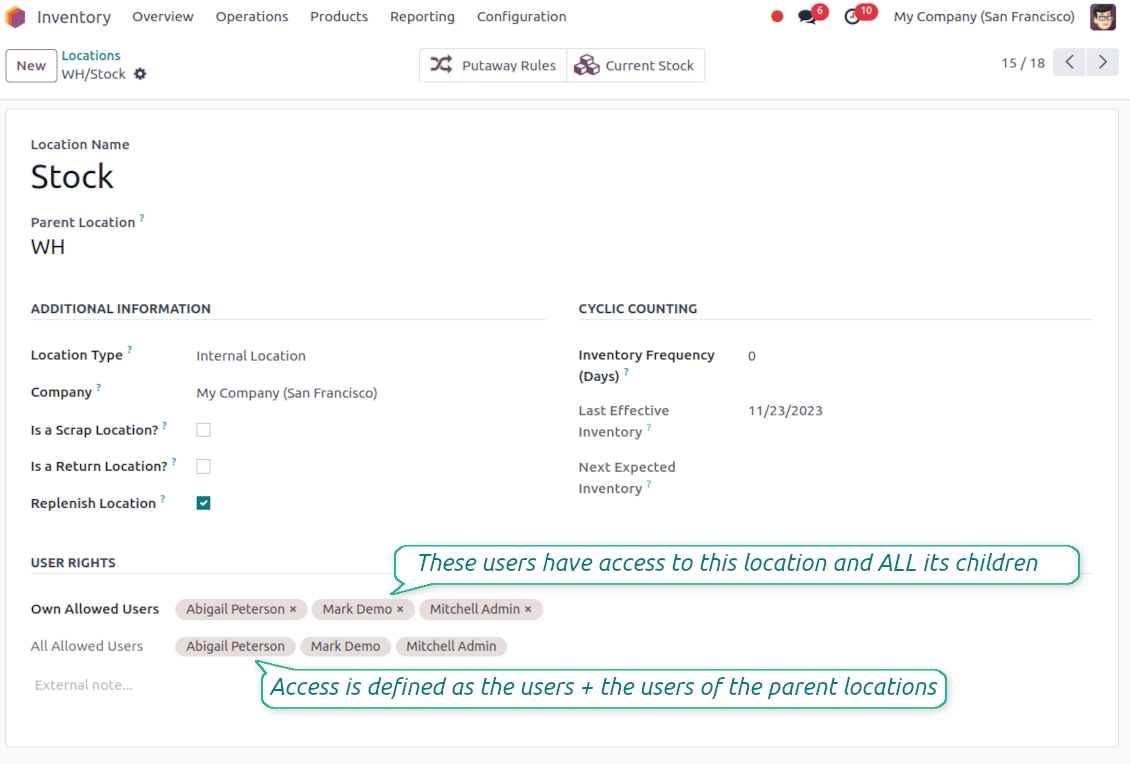 Inventory Overview Operations Products Reporting Configuration 6 10 My Company (San Francisco)
New Locations
WH/Stock
Putaway Rules Current Stock 15 / 18
Location Name
Stock
Parent Location ?
WH
ADDITIONAL INFORMATION
Location Type ? Internal Location
Company ? My Company (San Francisco)
Is a Scrap Location? ?
Is a Return Location? ?
Replenish Location ?
CYCLIC COUNTING
Inventory Frequency
(Days) ? 0
Last Effective
Inventory ? 11/23/2023
Next Expected
Inventory ?
USER RIGHTS
These users have access to this location and ALL its children
Own Allowed Users Abigail Peterson × Mark Demo × Mitchell Admin ×
All Allowed Users Abigail Peterson Mark Demo Mitchell Admin
External note...
Access is defined as the users + the users of the parent locations